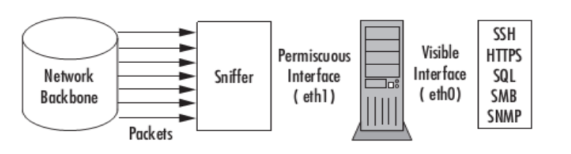 Network
Backbone
Packets
Sniffer
Permiscuous
Interface
( eth1)
Visible
Interface
( eth0)
SSH
HTTPS
SQL
SMB
SNMP